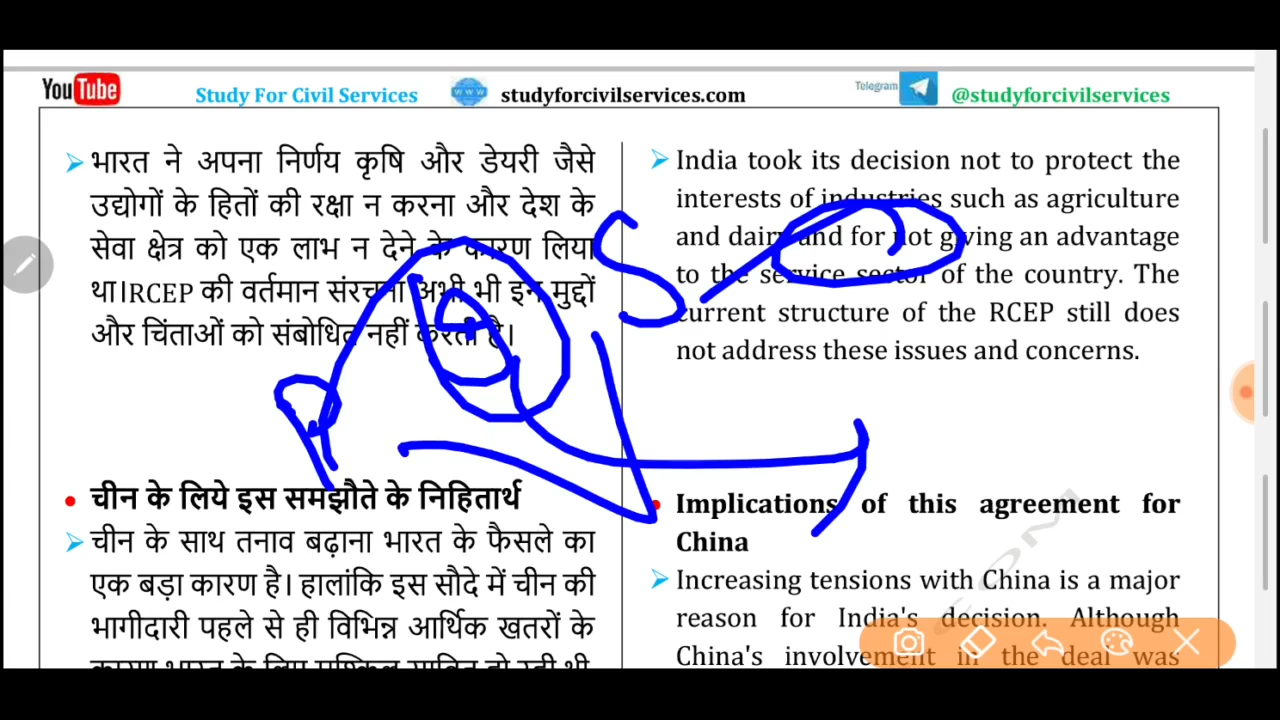 YouTube Study For Civil Services www studyforcivilservices.com Telegram @studyforcivilservices
भारत ने अपना निर्णय कृषि और डेयरी जैसे
उद्योगों के हितों की रक्षा न करना और देश के
सेवा क्षेत्र को एक लाभ न देने के कारण लिया
था।RCEP की वर्तमान संरचना अभी भी इन मुद्दों
और चिंताओं को संबोधित नहीं करती है।
चीन के लिये इस समझौते के निहितार्थ
चीन के साथ तनाव बढ़ाना भारत के फैसले का
एक बड़ा कारण है। हालांकि इस सौदे में चीन की
भागीदारी पहले से ही विभिन्न आर्थिक खतरों के
India took its decision not to protect the
interests of industries such as agriculture
and dairy and for not giving an advantage
to the service sector of the country. The
current structure of the RCEP still does
not address these issues and concerns.
Implications of this agreement for
China
Increasing tensions with China is a major
reason for India's decision. Although
China's involvement in the deal was